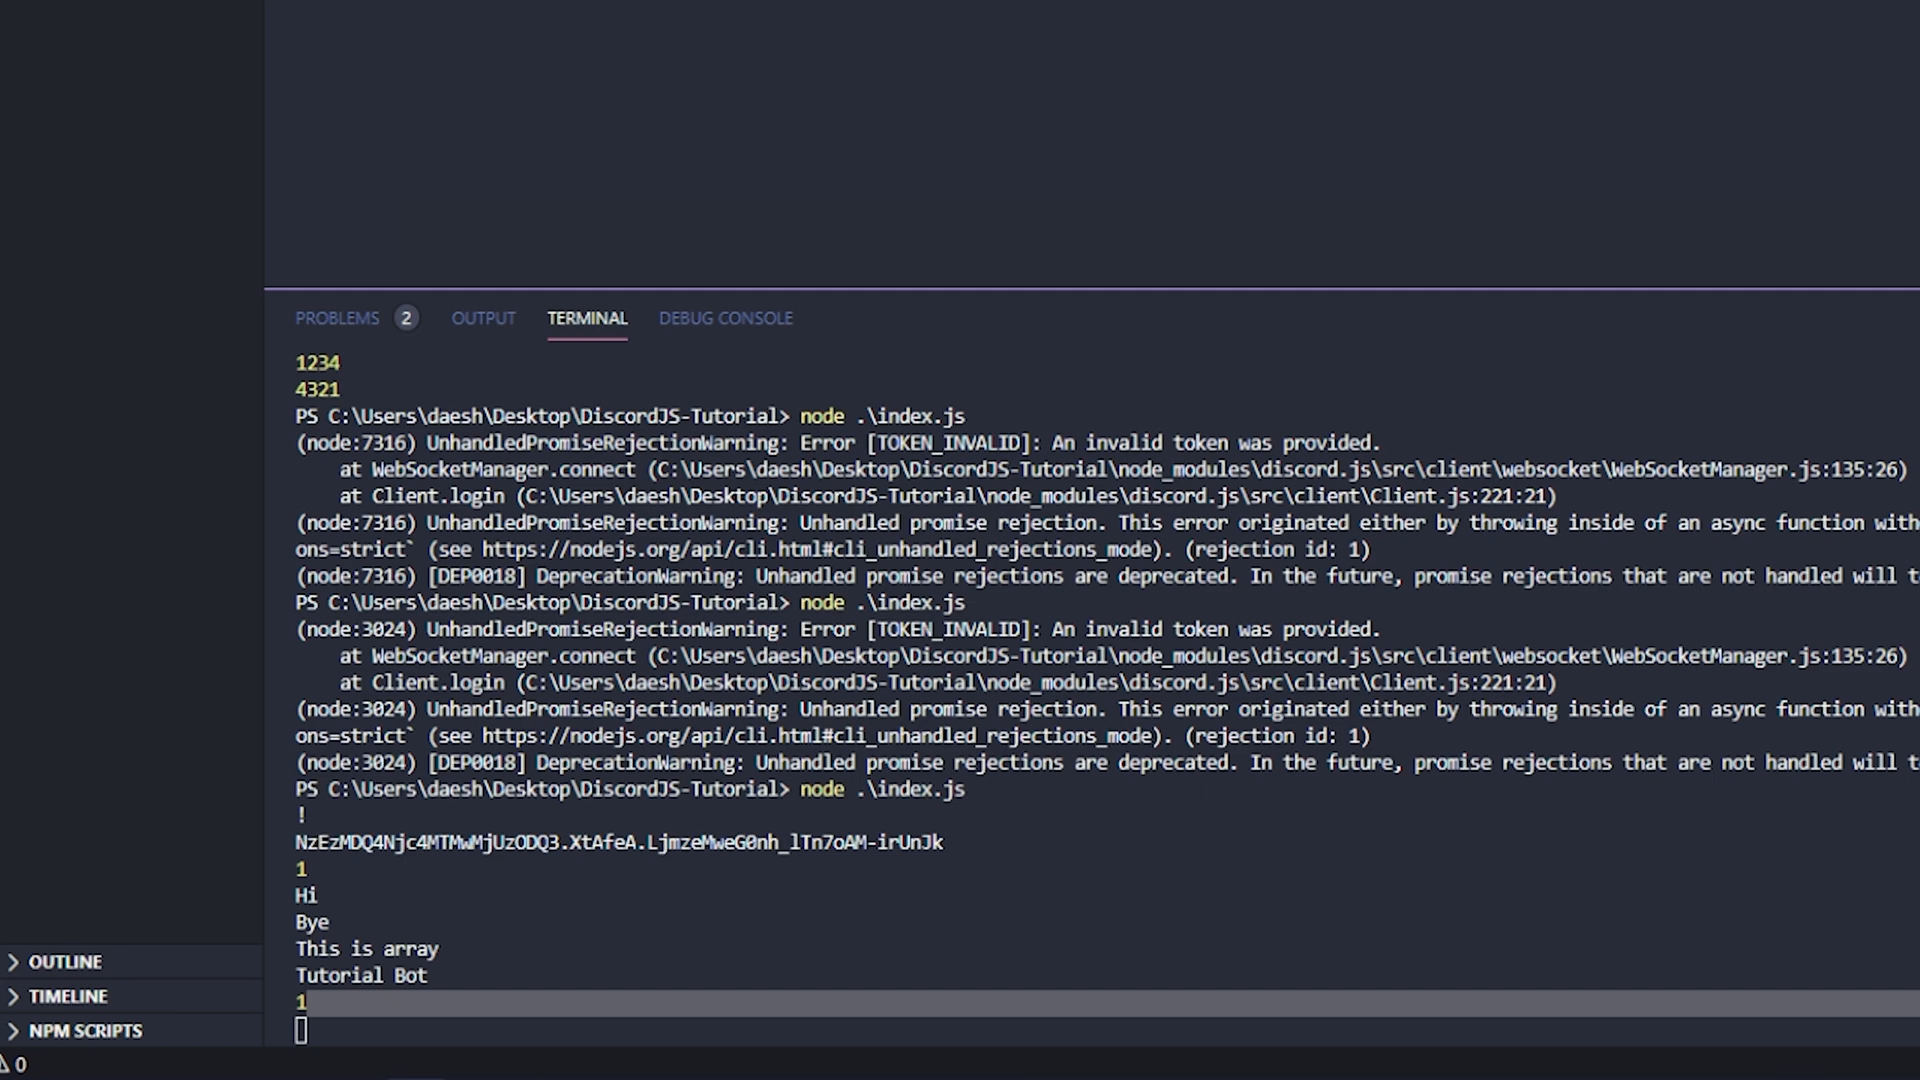 PROBLEMS 2 OUTPUT TERMINAL DEBUG CONSOLE
1234
4321
PS C:\Users\daesh\Desktop\DiscordJS-Tutorial> node .\index.js
(node:7316) UnhandledPromiseRejectionWarning: Error [TOKEN_INVALID]: An invalid token was provided.
    at WebSocketManager.connect (C:\Users\daesh\Desktop\DiscordJS-Tutorial\node_modules\discord.js\src\client\websocket\WebSocketManager.js:135:26)
    at Client.login (C:\Users\daesh\Desktop\DiscordJS-Tutorial\node_modules\discord.js\src\client\Client.js:221:21)
(node:7316) UnhandledPromiseRejectionWarning: Unhandled promise rejection. This error originated either by throwing inside of an async function with
ons=strict` (see https://nodejs.org/api/cli.html#cli_unhandled_rejections_mode). (rejection id: 1)
(node:7316) [DEP0018] DeprecationWarning: Unhandled promise rejections are deprecated. In the future, promise rejections that are not handled will t
PS C:\Users\daesh\Desktop\DiscordJS-Tutorial> node .\index.js
(node:3024) UnhandledPromiseRejectionWarning: Error [TOKEN_INVALID]: An invalid token was provided.
    at WebSocketManager.connect (C:\Users\daesh\Desktop\DiscordJS-Tutorial\node_modules\discord.js\src\client\websocket\WebSocketManager.js:135:26)
    at Client.login (C:\Users\daesh\Desktop\DiscordJS-Tutorial\node_modules\discord.js\src\client\Client.js:221:21)
(node:3024) UnhandledPromiseRejectionWarning: Unhandled promise rejection. This error originated either by throwing inside of an async function with
ons=strict` (see https://nodejs.org/api/cli.html#cli_unhandled_rejections_mode). (rejection id: 1)
(node:3024) [DEP0018] DeprecationWarning: Unhandled promise rejections are deprecated. In the future, promise rejections that are not handled will t
PS C:\Users\daesh\Desktop\DiscordJS-Tutorial> node .\index.js
!
NzEzMDQ4Njc4MTMwMjUzODQ3.XtAfeA.LjmzeMweG0nh_lTn7oAM-irUnJk
1
Hi
Bye
This is array
Tutorial Bot
1
OUTLINE
TIMELINE
NPM SCRIPTS
0